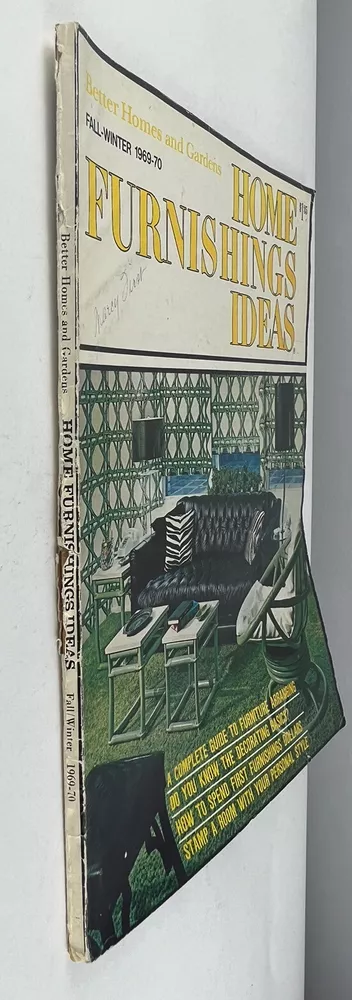 Better Homes and Gardens
FALL-WINTER 1969-70
HOME
FURNISHINGS
IDEAS
A COMPLETE GUIDE TO FURNITURE ARRANGING
DO YOU KNOW THE DECORATING BASICS?
HOW TO SPEND FIRST FURNISHINGS DOLLARS
STAMP A ROOM WITH YOUR PERSONAL STYLE
Better Homes and Gardens HOME FURNISHINGS IDEAS Fall/Winter 1969-70